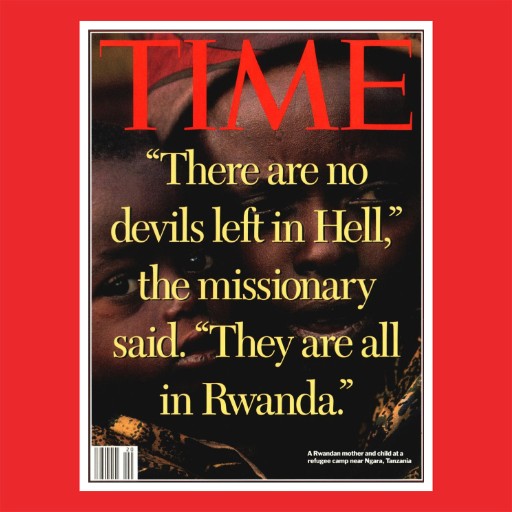 TIME
“There are no
devils left in Hell,”
the missionary
said. “They are all
in Rwanda.”
20
A Rwandan mother and child at a
refugee camp near Ngara, Tanzania